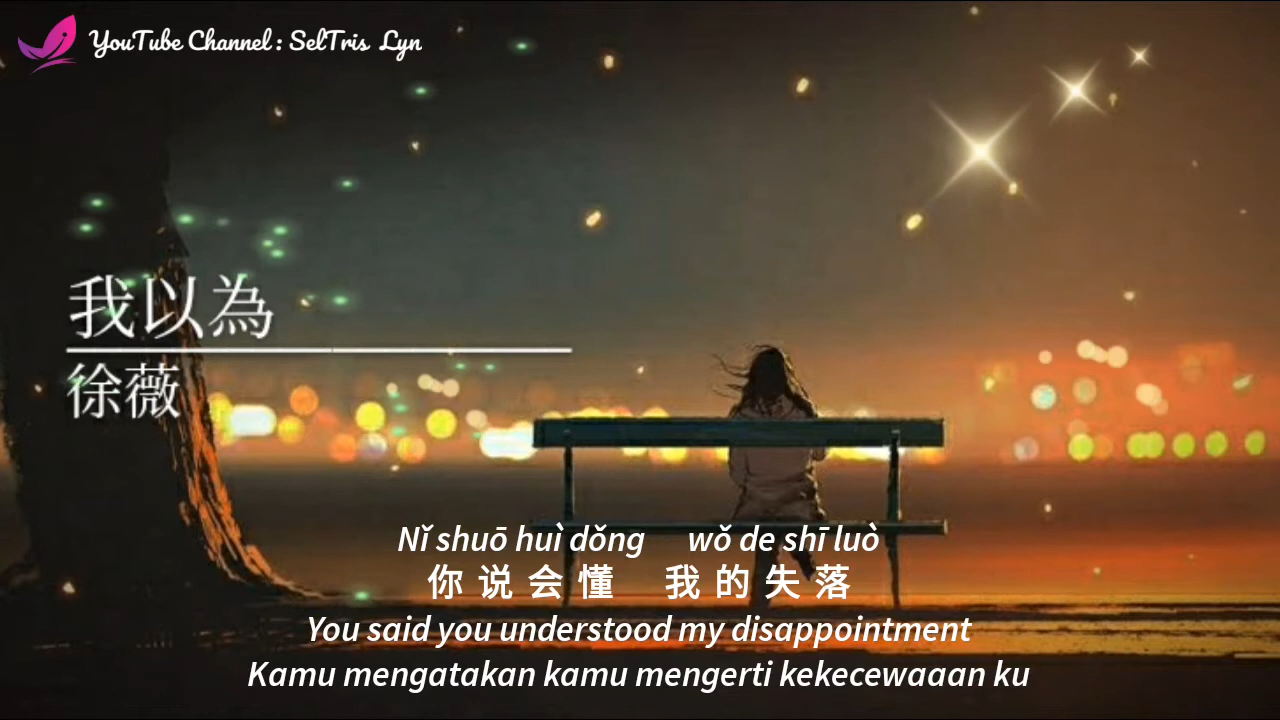 YouTube Channel : SelTris Lyn
我以為
徐薇
Nǐ shuō huì dǒng wǒ de shī luò
你说会懂 我的失落
You said you understood my disappointment
Kamu mengatakan kamu mengerti kekecewaaan ku